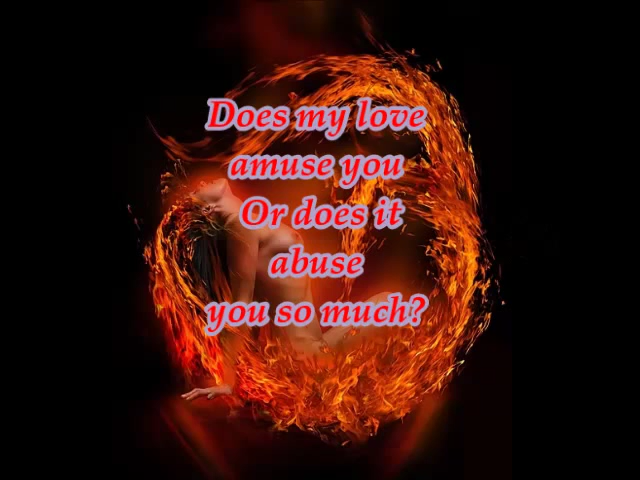 Does my love
amuse you
Or does it
abuse
you so much?